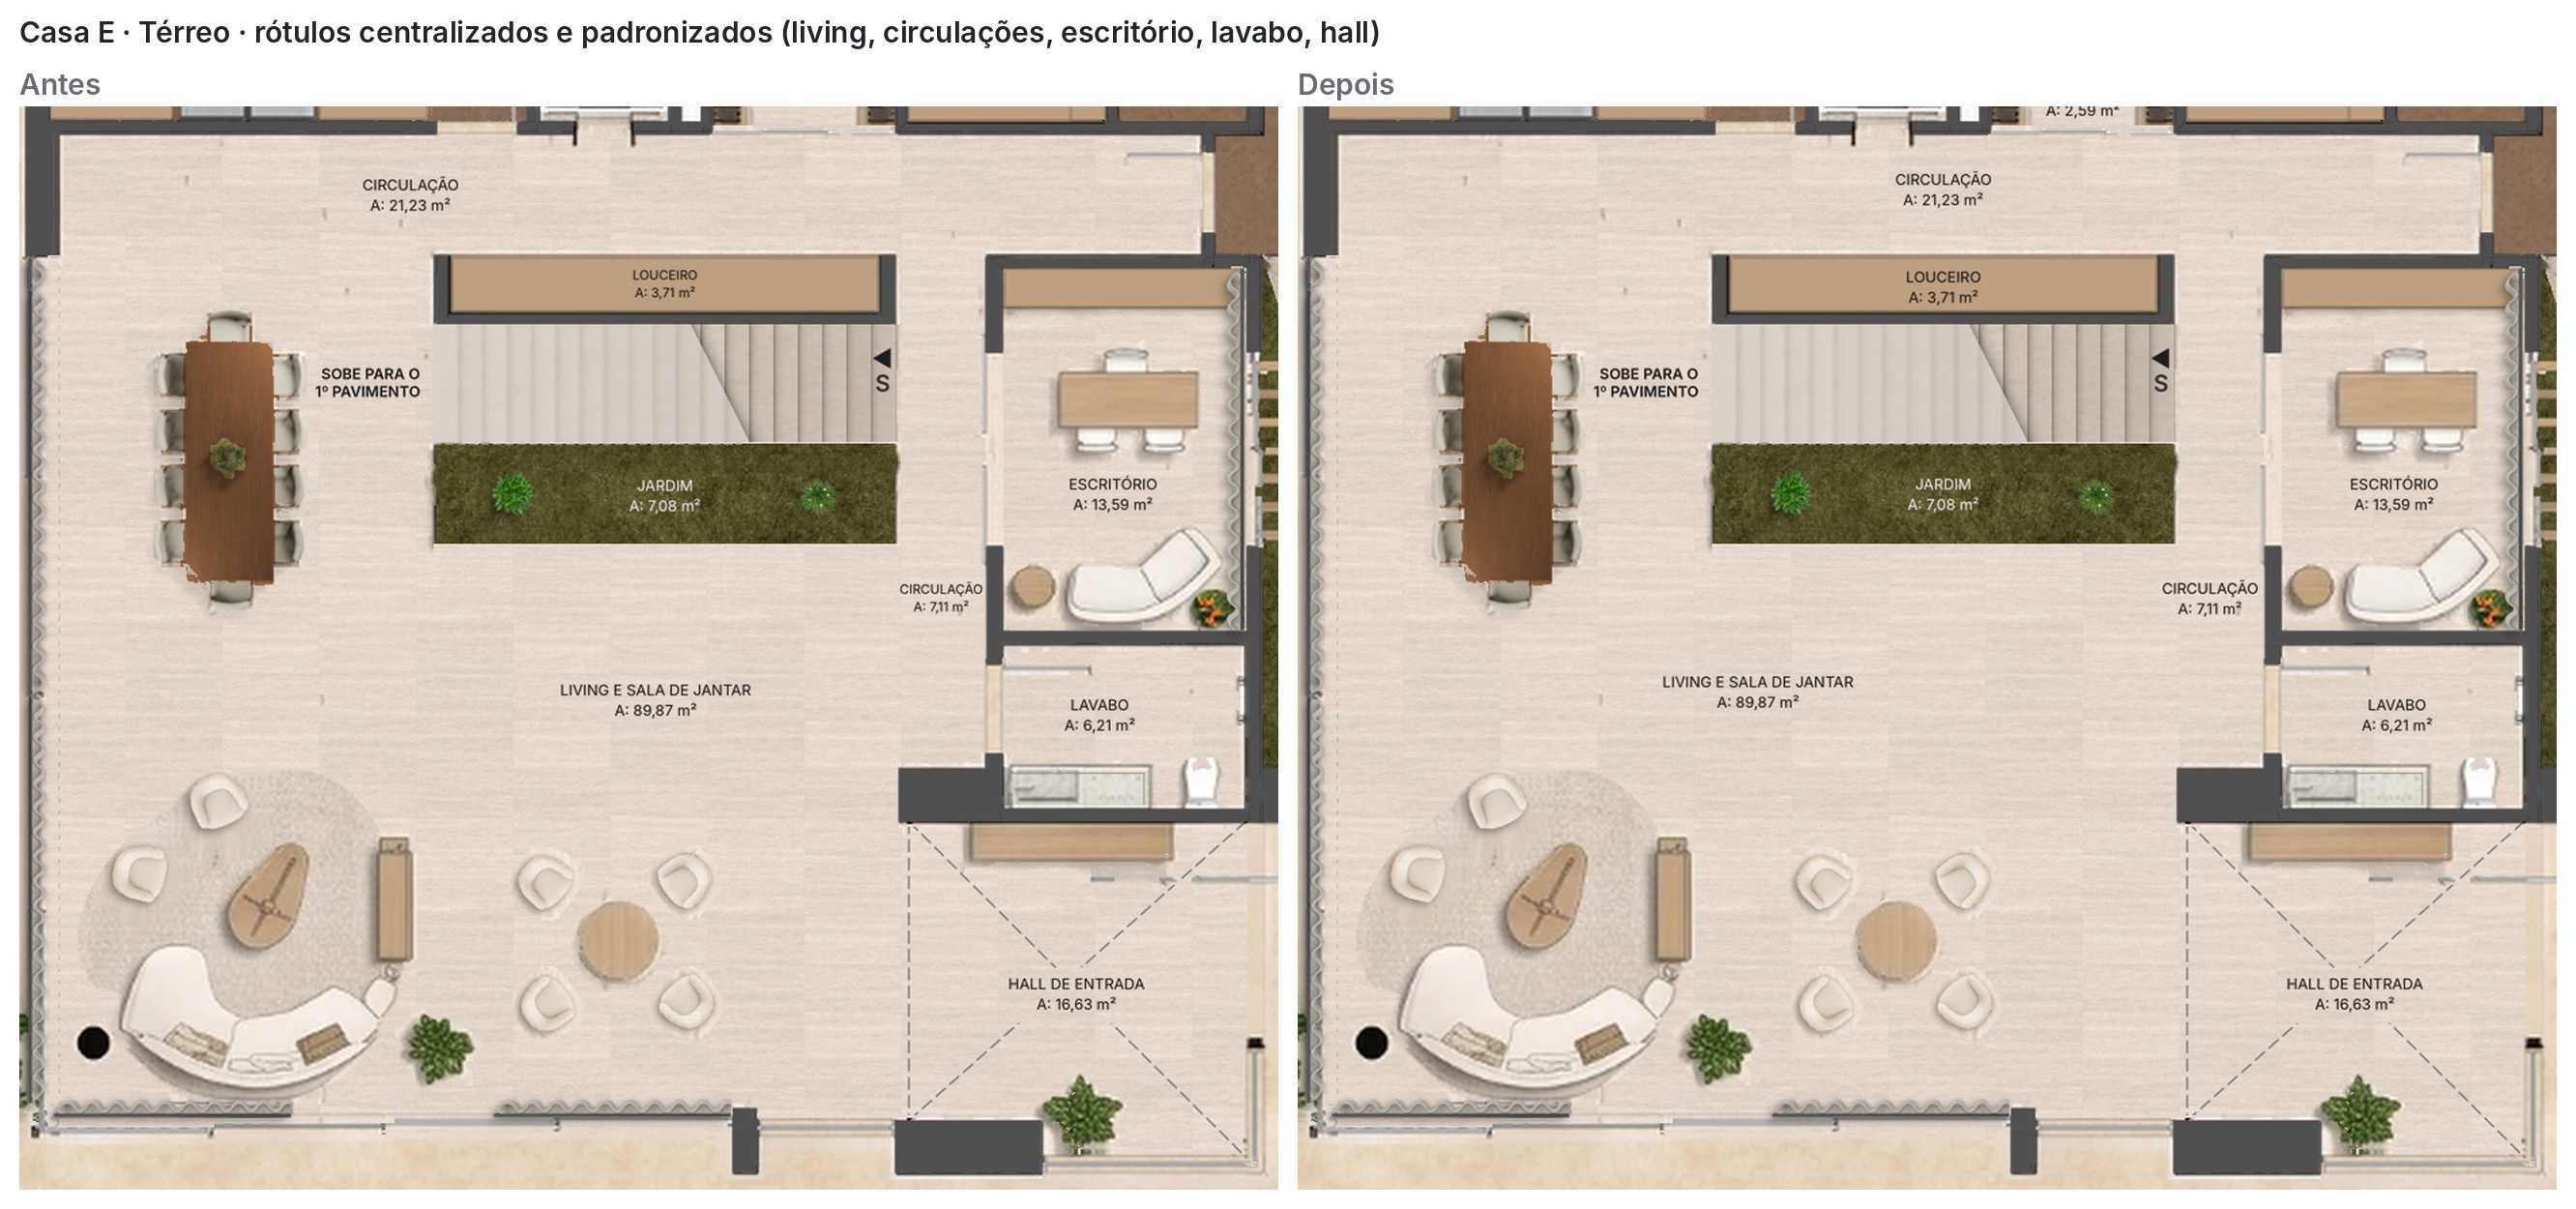 Casa E · Térreo · rótulos centralizados e padronizados (living, circulações, escritório, lavabo, hall)
Antes
CIRCULAÇÃO
A: 21,23 m²
LOUCEIRO
A: 3,71 m²
SOBE PARA O
1º PAVIMENTO
S
JARDIM
A: 7,08 m²
ESCRITÓRIO
A: 13,59 m²
CIRCULAÇÃO
A: 7,11 m²
LIVING E SALA DE JANTAR
A: 89,87 m²
LAVABO
A: 6,21 m²
HALL DE ENTRADA
A: 16,63 m²
Depois
A: 2,59 m²
CIRCULAÇÃO
A: 21,23 m²
LOUCEIRO
A: 3,71 m²
SOBE PARA O
1º PAVIMENTO
S
JARDIM
A: 7,08 m²
ESCRITÓRIO
A: 13,59 m²
CIRCULAÇÃO
A: 7,11 m²
LIVING E SALA DE JANTAR
A: 89,87 m²
LAVABO
A: 6,21 m²
HALL DE ENTRADA
A: 16,63 m²